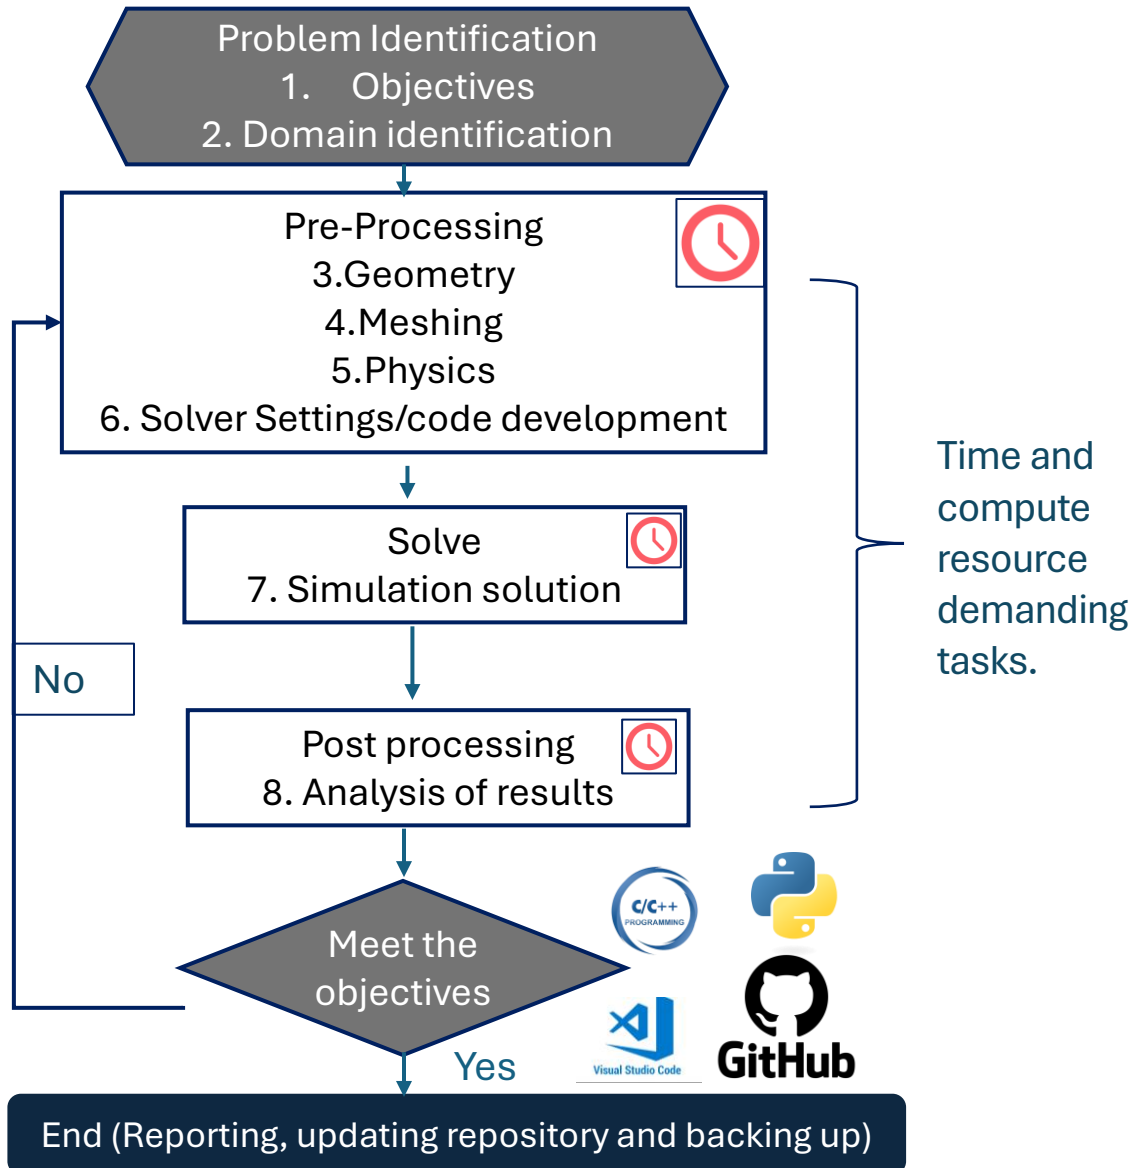 Problem Identification
1. Objectives
2. Domain identification
Pre-Processing
3.Geometry
4.Meshing
5.Physics
6. Solver Settings/code development
Solve
7. Simulation solution
Time and
compute
resource
demanding
tasks.
No
Post processing
8. Analysis of results
Meet the
objectives
C/C++
PROGRAMMING
Visual Studio Code
GitHub
Yes
End (Reporting, updating repository and backing up)